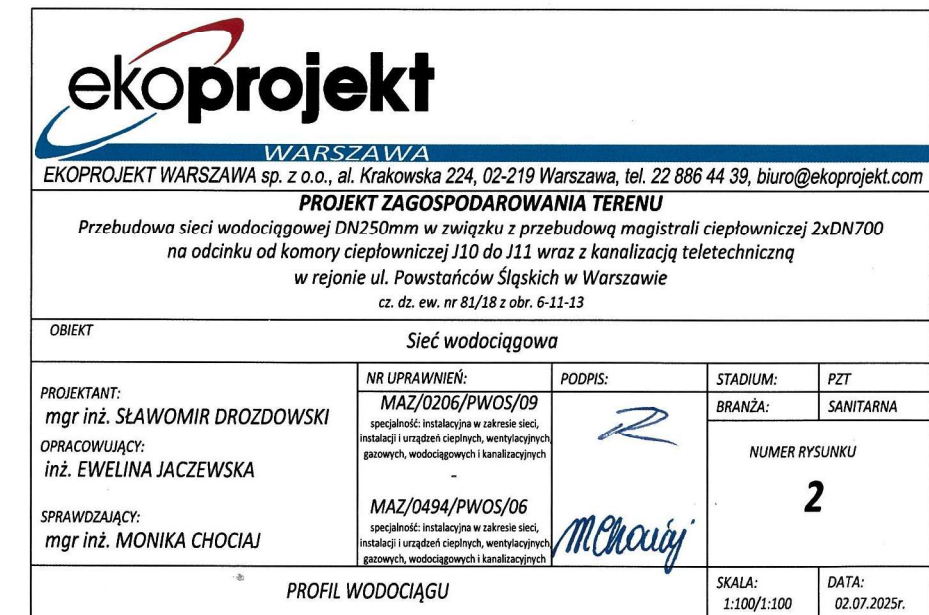 ekoprojekt
WARSZAWA
EKOPROJEKT WARSZAWA sp. z o.o., al. Krakowska 224, 02-219 Warszawa, tel. 22 886 44 39, biuro@ekoprojekt.com
PROJEKT ZAGOSPODAROWANIA TERENU
Przebudowa sieci wodociągowej DN250mm w związku z przebudową magistrali ciepłowniczej 2xDN700
na odcinku od komory ciepłowniczej J10 do J11 wraz z kanalizacją teletechniczną
w rejonie ul. Powstańców Śląskich w Warszawie
cz. dz. ew. nr 81/18 z obr. 6-11-13
OBIEKT
Sieć wodociągowa
PROJEKTANT:
mgr inż. SŁAWOMIR DROZDOWSKI
OPRACOWUJĄCY:
inż. EWELINA JACZEWSKA
SPRAWDZAJĄCY:
mgr inż. MONIKA CHOCIAJ
NR UPRAWNIEŃ:
MAZ/0206/PWOS/09
specjalność: instalacyjna w zakresie sieci,
instalacji i urządzeń cieplnych, wentylacyjnych,
gazowych, wodociągowych i kanalizacyjnych
-
MAZ/0494/PWOS/06
specjalność: instalacyjna w zakresie sieci,
instalacji i urządzeń cieplnych, wentylacyjnych,
gazowych, wodociągowych i kanalizacyjnych
PODPIS:
MChociaj
STADIUM:
PZT
BRANŻA:
SANITARNA
NUMER RYSUNKU
2
PROFIL WODOCIĄGU
SKALA:
1:100/1:100
DATA:
02.07.2025r.